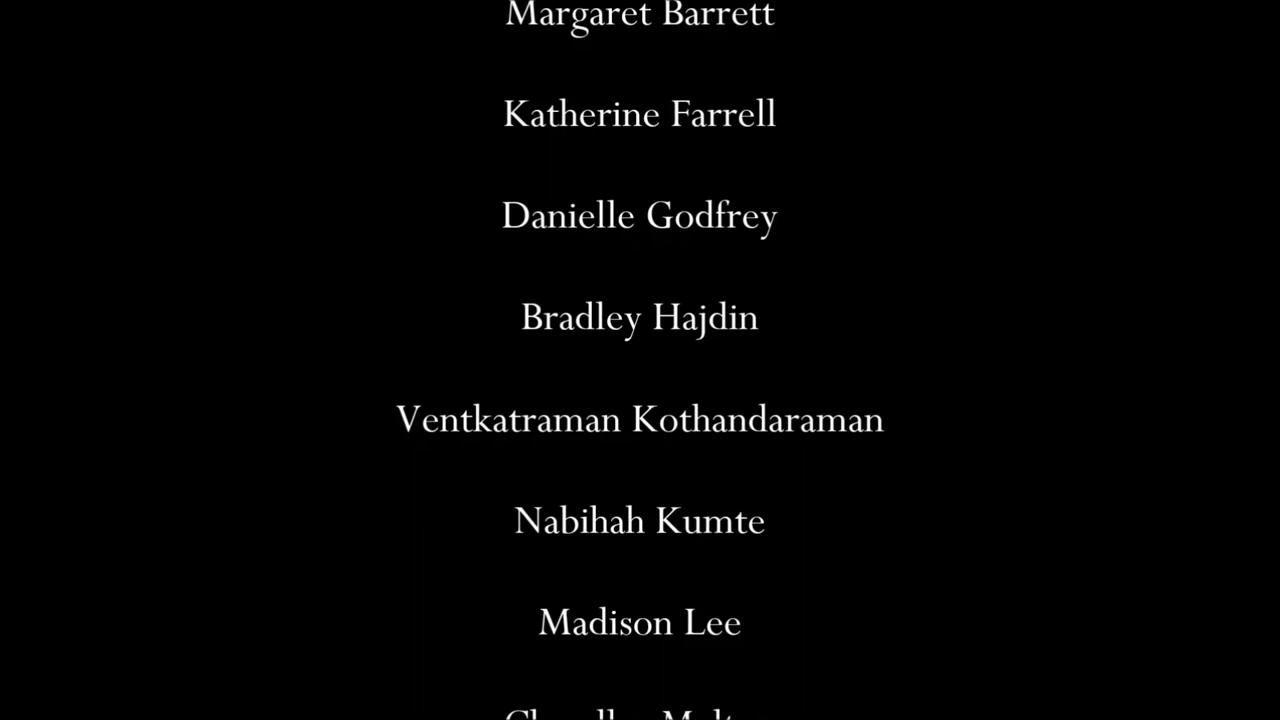 Margaret Barrett
Katherine Farrell
Danielle Godfrey
Bradley Hajdin
Ventkatraman Kothandaraman
Nabihah Kumte
Madison Lee